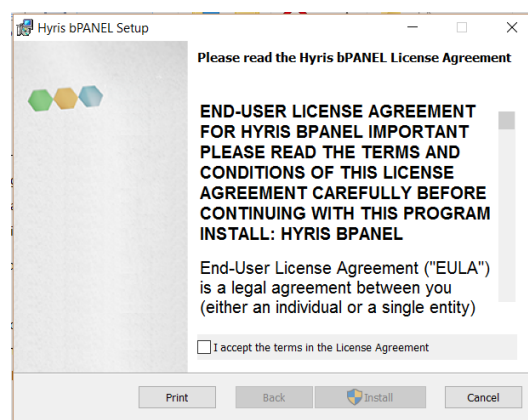 Hyris bPANEL Setup
Please read the Hyris bPANEL License Agreement
END-USER LICENSE AGREEMENT
FOR HYRIS BPANEL IMPORTANT
PLEASE READ THE TERMS AND
CONDITIONS OF THIS LICENSE
AGREEMENT CAREFULLY BEFORE
CONTINUING WITH THIS PROGRAM
INSTALL: HYRIS BPANEL
End-User License Agreement ("EULA")
is a legal agreement between you
(either an individual or a single entity)
I accept the terms in the License Agreement
Print Back Install Cancel